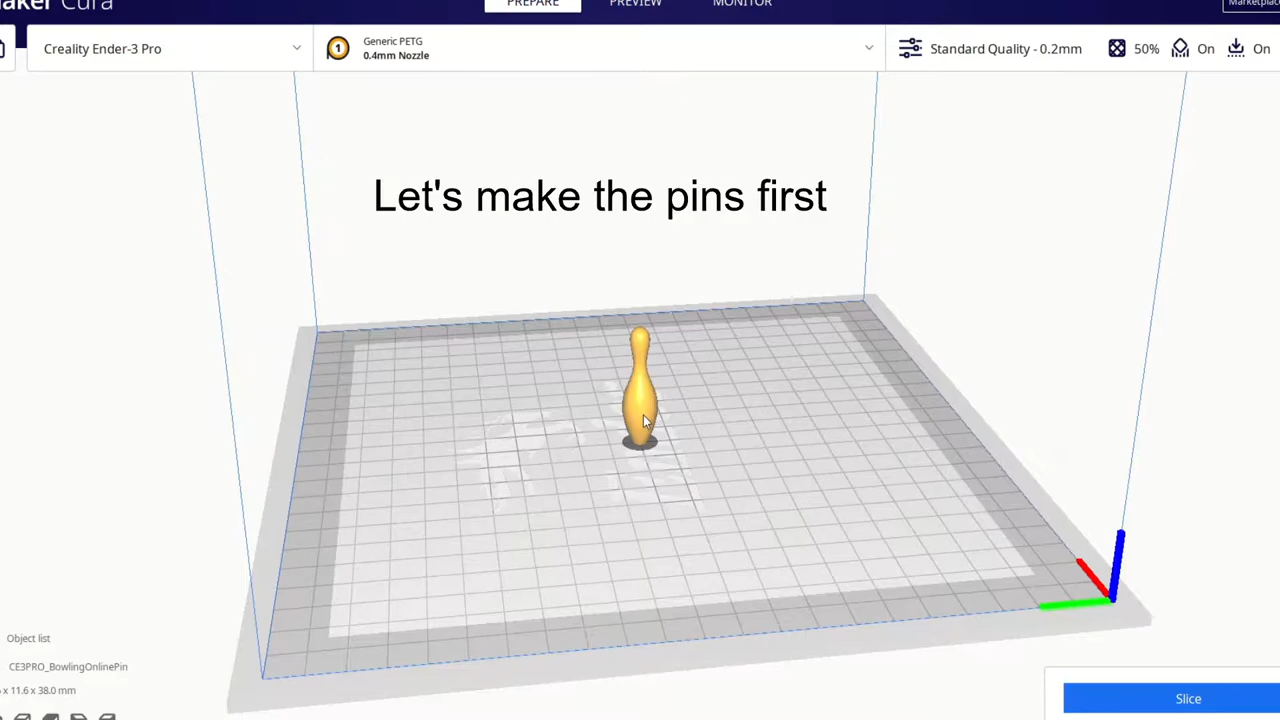 Cura
PREPARE
PREVIEW
MONITOR
Marketplace
Creality Ender-3 Pro
1
Generic PETG
0.4mm Nozzle
Standard Quality - 0.2mm
50%
On
On
Let's make the pins first
Object list
CE3PRO_BowlingOnlinePin
x 11.6 x 38.0 mm
Slice